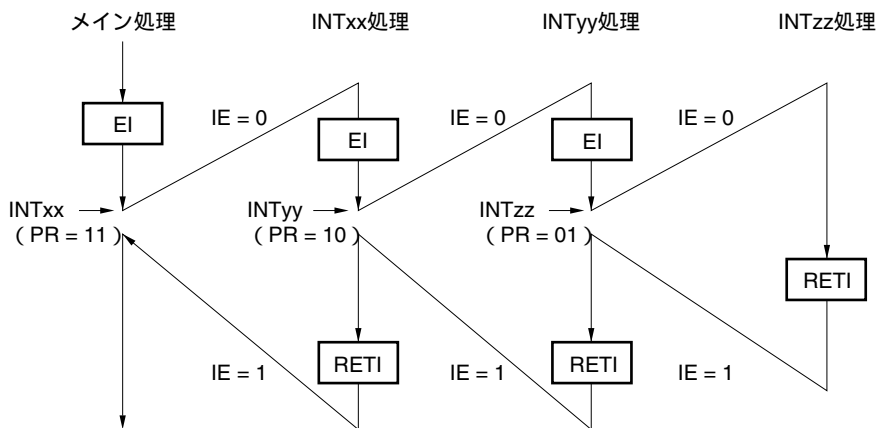 メイン処理 INTxx処理 INTyy処理 INTzz処理
EI IE = 0 EI IE = 0 EI IE = 0
INTxx INTyy INTzz
（PR = 11） （PR = 10） （PR = 01）
RETI
IE = 1 RETI IE = 1 RETI IE = 1